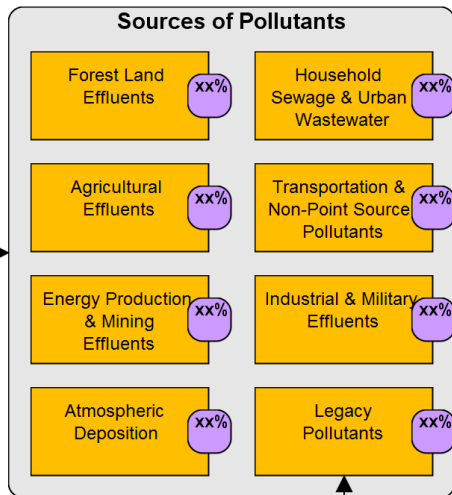 Sources of Pollutants
Forest Land
Effluents
xx%
Household
Sewage & Urban
Wastewater
xx%
Agricultural
Effluents
xx%
Transportation &
Non-Point Source
Pollutants
xx%
Energy Production
& Mining
Effluents
xx%
Industrial & Military
Effluents
xx%
Atmospheric
Deposition
xx%
Legacy
Pollutants
xx%